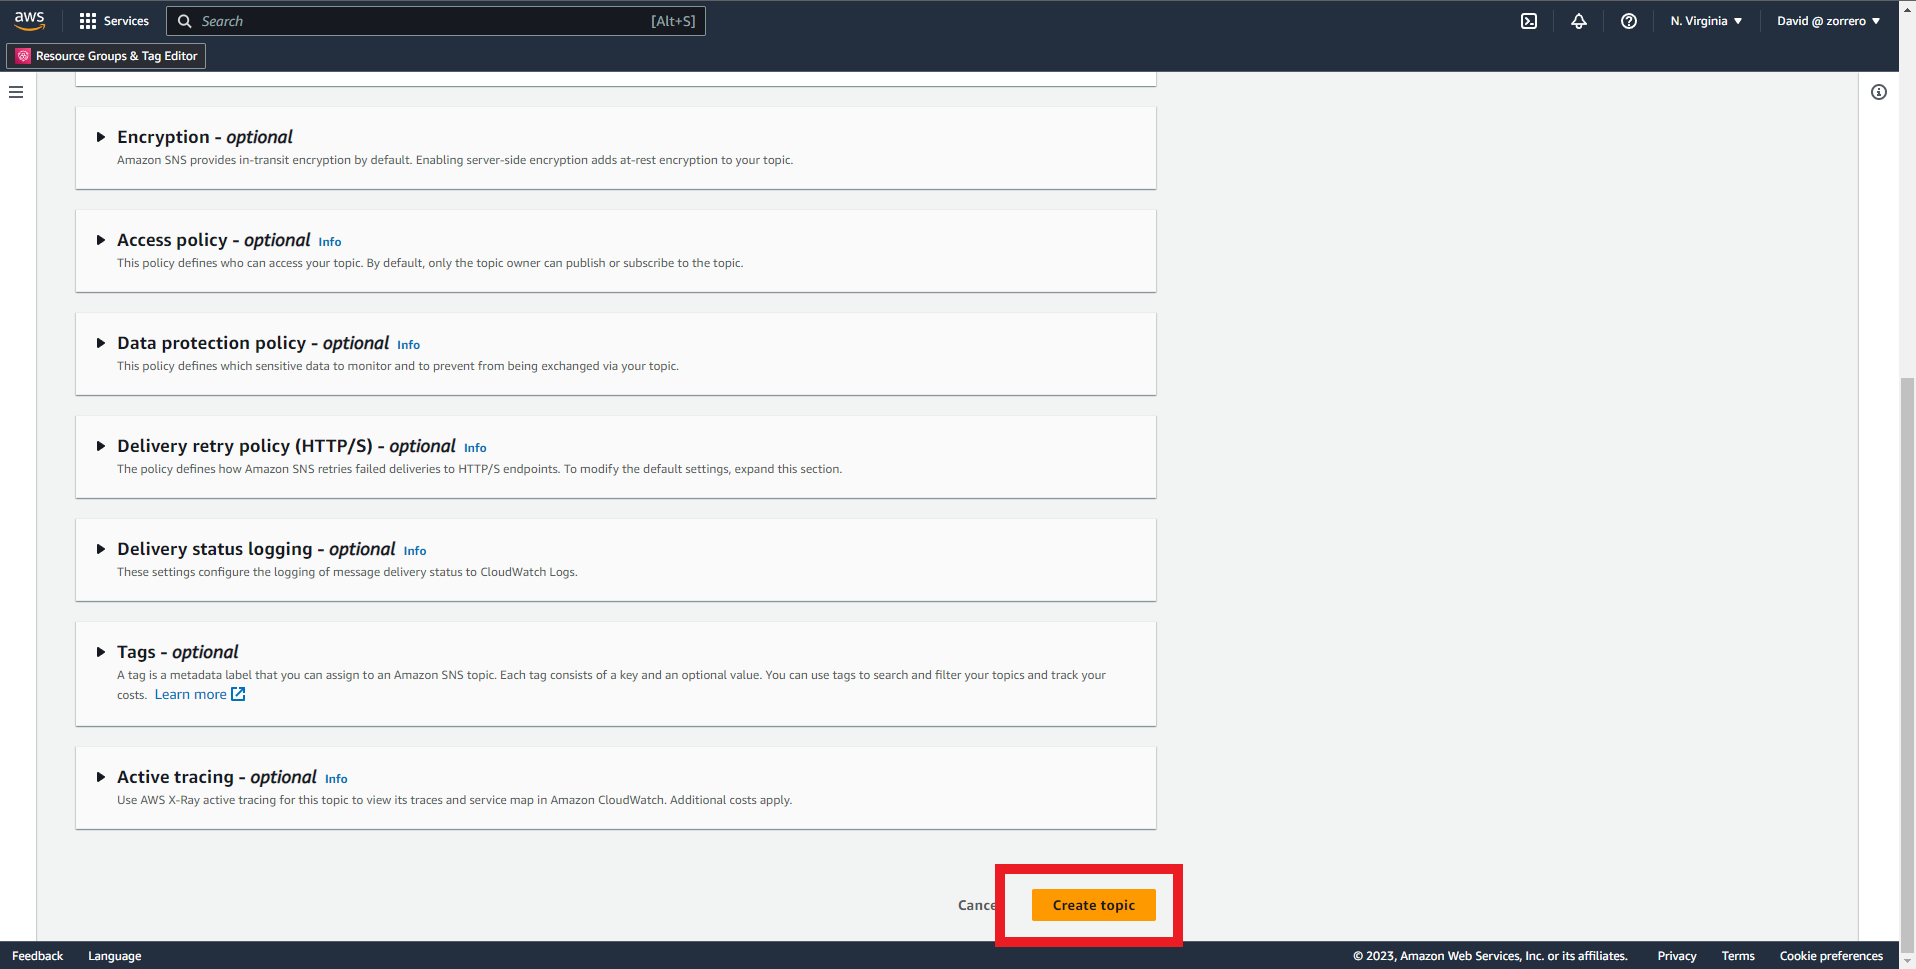 aws
Services
Search
[Alt+S]
N. Virginia
David @ zorrero
Resource Groups & Tag Editor
Encryption - optional
Amazon SNS provides in-transit encryption by default. Enabling server-side encryption adds at-rest encryption to your topic.
Access policy - optional Info
This policy defines who can access your topic. By default, only the topic owner can publish or subscribe to the topic.
Data protection policy - optional Info
This policy defines which sensitive data to monitor and to prevent from being exchanged via your topic.
Delivery retry policy (HTTP/S) - optional Info
The policy defines how Amazon SNS retries failed deliveries to HTTP/S endpoints. To modify the default settings, expand this section.
Delivery status logging - optional Info
These settings configure the logging of message delivery status to CloudWatch Logs.
Tags - optional
A tag is a metadata label that you can assign to an Amazon SNS topic. Each tag consists of a key and an optional value. You can use tags to search and filter your topics and track your
costs. Learn more
Active tracing - optional Info
Use AWS X-Ray active tracing for this topic to view its traces and service map in Amazon CloudWatch. Additional costs apply.
Cance
Create topic
Feedback
Language
© 2023, Amazon Web Services, Inc. or its affiliates.
Privacy
Terms
Cookie preferences